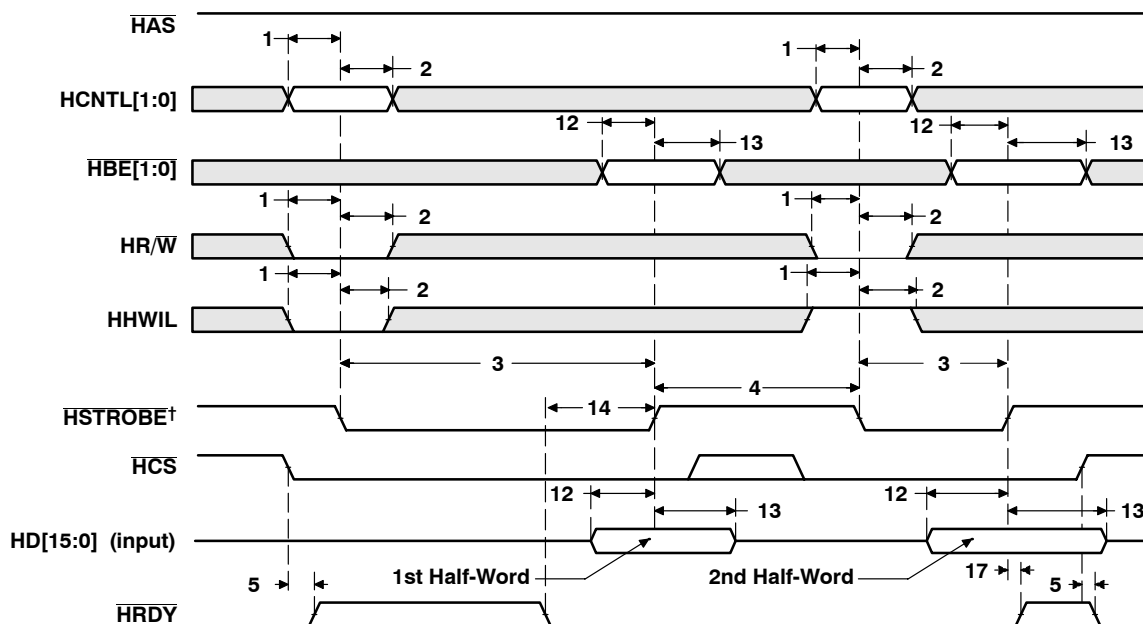 HAS
1 1
2 2
HCNTL[1:0]
12 12
13 13
HBE[1:0]
1 1
2 2
HR/W
1 1
2 2
HHWIL
3 3
4
HSTROBE†
14
HCS
12 12
13 13
HD[15:0] (input)
1st Half-Word 2nd Half-Word
5 17 5
HRDY